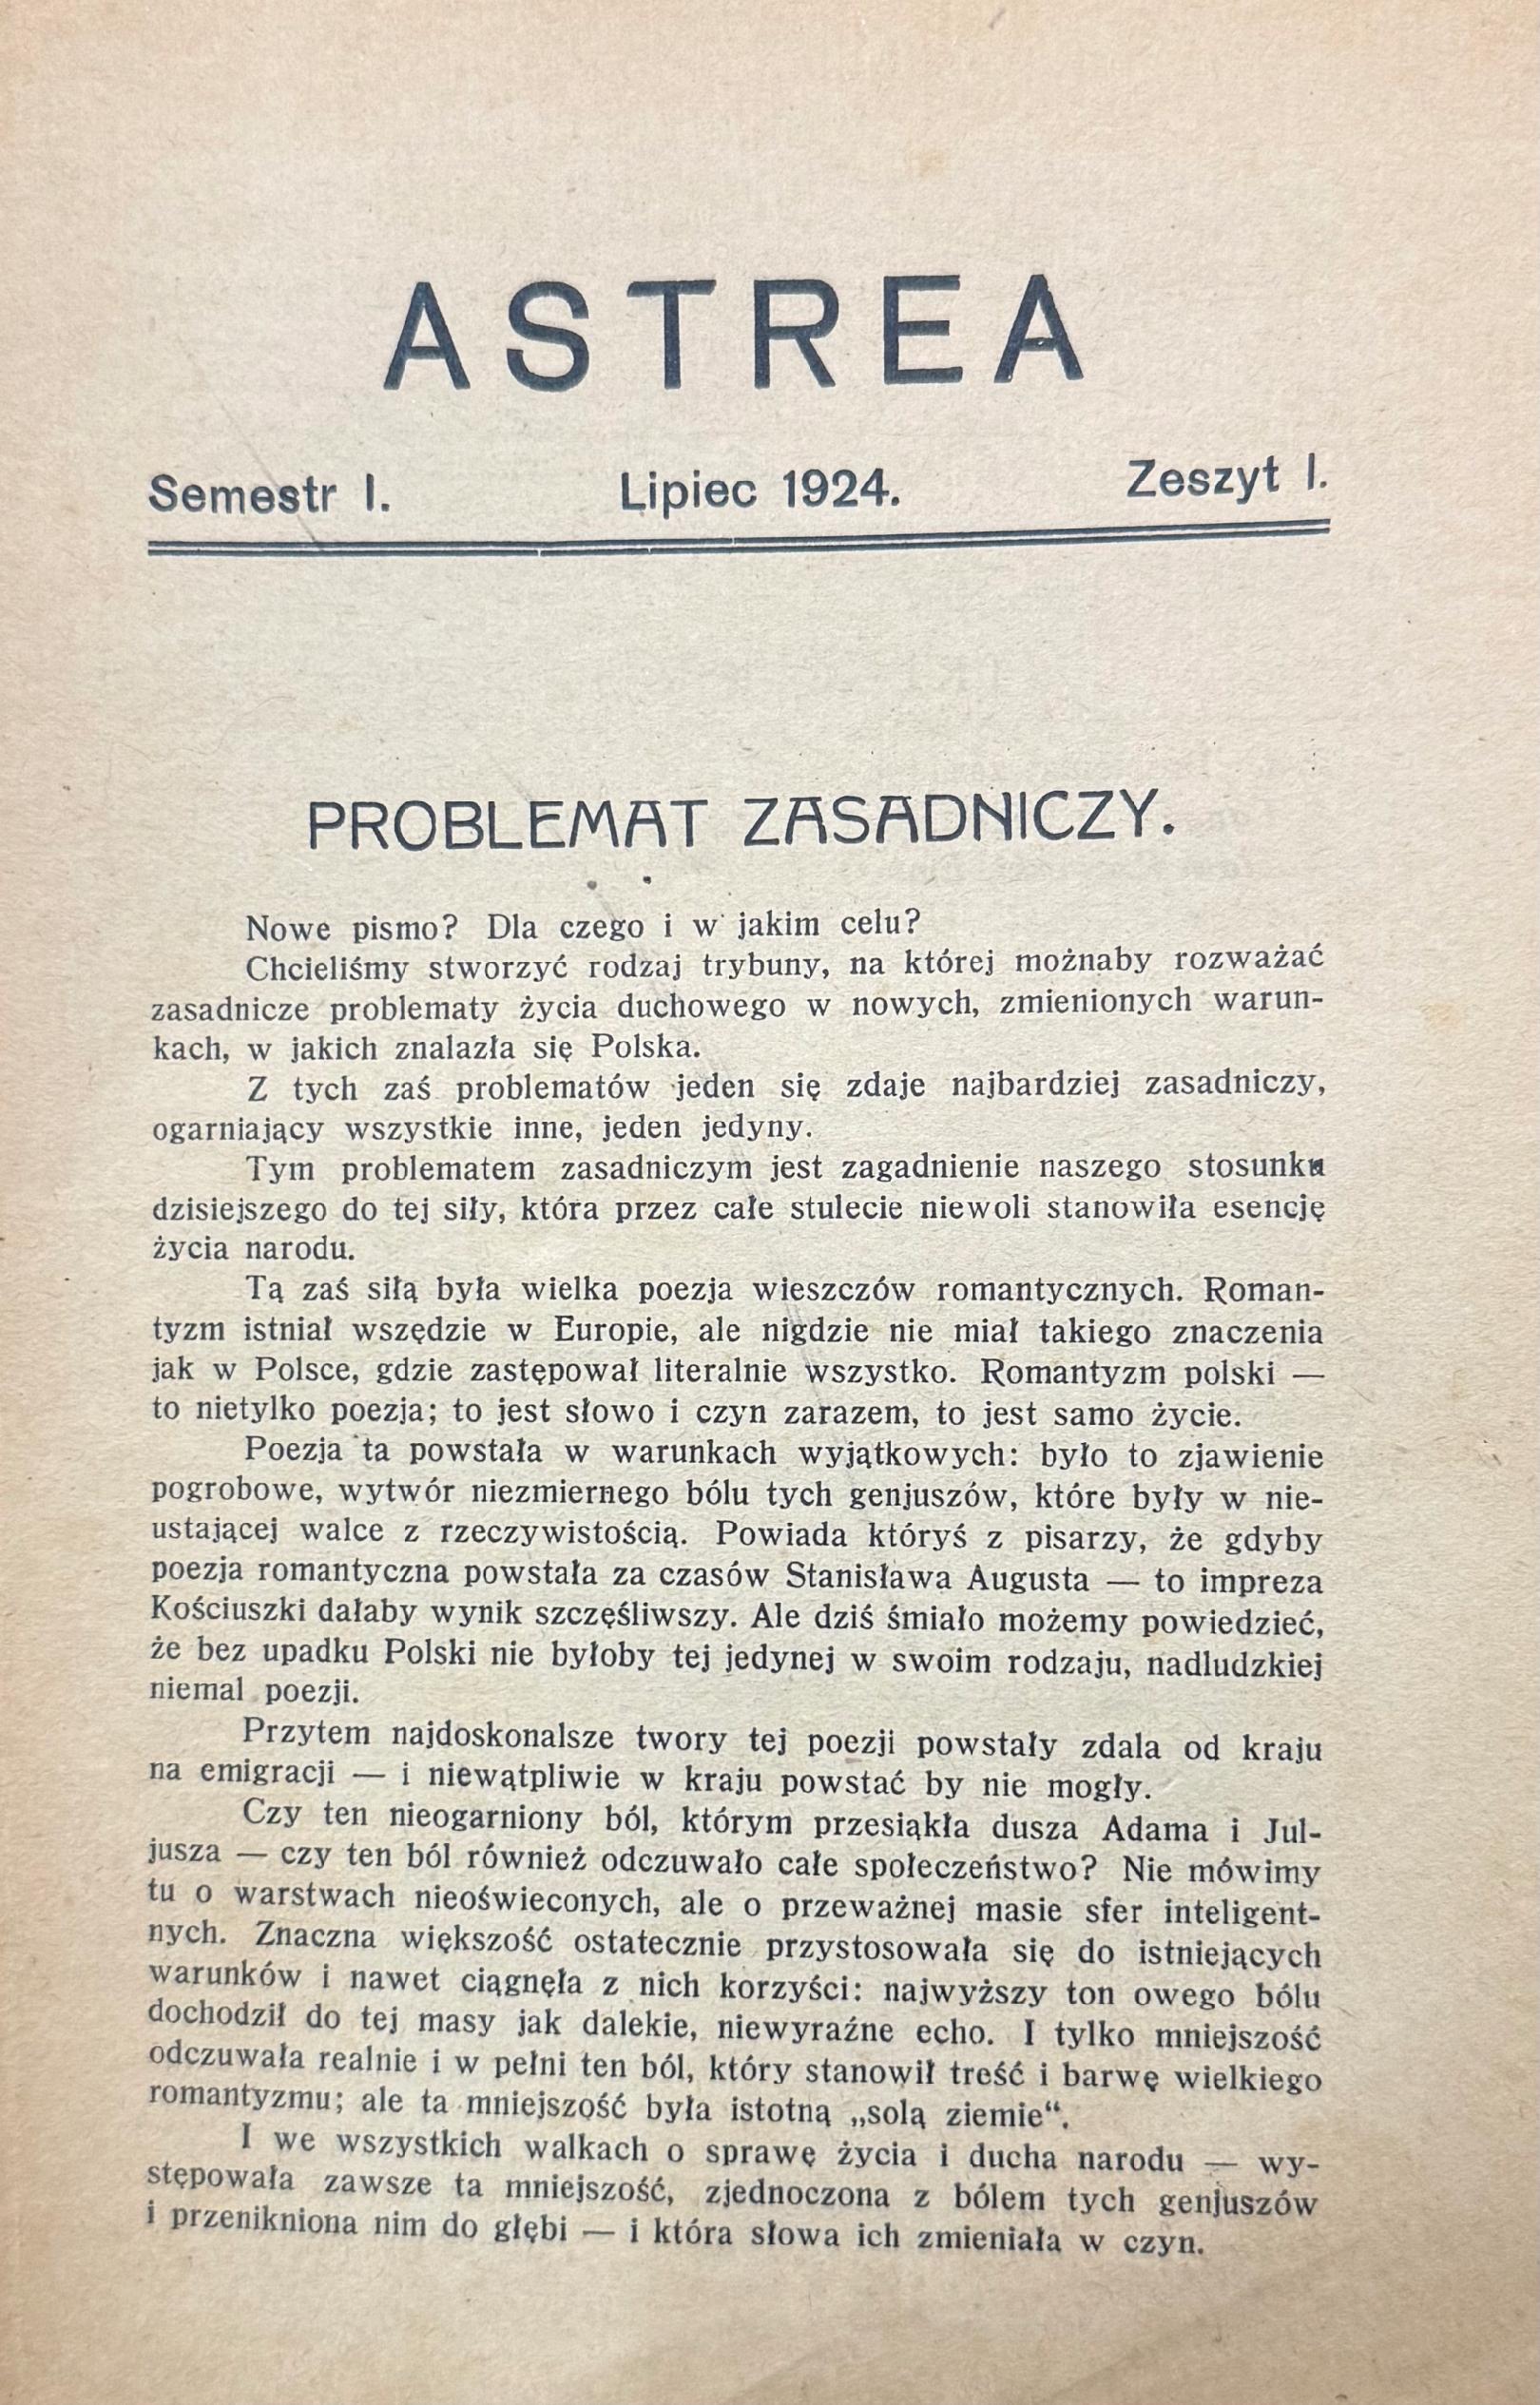 ASTREA
Semestr I. Lipiec 1924. Zeszyt I.
PROBLEMAT ZASADNICZY.
Nowe pismo? Dla czego i w jakim celu?
Chcieliśmy stworzyć rodzaj trybuny, na której możnaby rozważać
zasadnicze problematy życia duchowego w nowych, zmienionych warun-
kach, w jakich znalazła się Polska.
Z tych zaś problematów jeden się zdaje najbardziej zasadniczy,
ogarniający wszystkie inne, jeden jedyny.
Tym problematem zasadniczym jest zagadnienie naszego stosunku
dzisiejszego do tej siły, która przez całe stulecie niewoli stanowiła esencję
życia narodu.
Tą zaś siłą była wielka poezja wieszczów romantycznych. Roman-
tyzm istniał wszędzie w Europie, ale nigdzie nie miał takiego znaczenia
jak w Polsce, gdzie zastępował literalnie wszystko. Romantyzm polski —
to nietylko poezja; to jest słowo i czyn zarazem, to jest samo życie.
Poezja ta powstała w warunkach wyjątkowych: było to zjawienie
pogrobowe, wytwór niezmiernego bólu tych genjuszów, które były w nie-
ustającej walce z rzeczywistością. Powiada któryś z pisarzy, że gdyby
poezja romantyczna powstała za czasów Stanisława Augusta — to impreza
Kościuszki dałaby wynik szczęśliwszy. Ale dziś śmiało możemy powiedzieć,
że bez upadku Polski nie byłoby tej jedynej w swoim rodzaju, nadludzkiej
niemal poezji.
Przytem najdoskonalsze twory tej poezji powstały zdala od kraju
na emigracji — i niewątpliwie w kraju powstać by nie mogły.
Czy ten nieogarniony ból, którym przesiąkła dusza Adama i Jul-
jusza — czy ten ból również odczuwało całe społeczeństwo? Nie mówimy
tu o warstwach nieoświeconych, ale o przeważnej masie sfer inteligent-
nych. Znaczna większość ostatecznie przystosowała się do istniejących
warunków i nawet ciągnęła z nich korzyści: najwyższy ton owego bólu
dochodził do tej masy jak dalekie, niewyraźne echo. I tylko mniejszość
odczuwała realnie i w pełni ten ból, który stanowił treść i barwę wielkiego
romantyzmu; ale ta mniejszość była istotną „solą ziemie“.
I we wszystkich walkach o sprawę życia i ducha narodu — wy-
stępowała zawsze ta mniejszość, zjednoczona z bólem tych genjuszów
i przenikniona nim do głębi — i która słowa ich zmieniała w czyn.